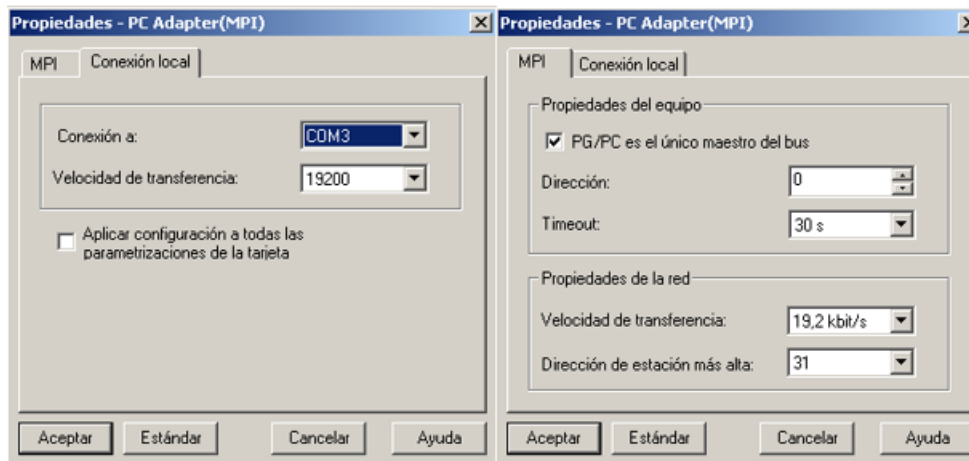 Propiedades - PC Adapter(MPI)
MPI
Conexión local
Conexión a:
COM3
Velocidad de transferencia:
19200
Aplicar configuración a todas las
parametrizaciones de la tarjeta
Aceptar
Estándar
Cancelar
Ayuda
Propiedades - PC Adapter(MPI)
MPI
Conexión local
Propiedades del equipo
PG/PC es el único maestro del bus
Dirección:
0
Timeout:
30 s
Propiedades de la red
Velocidad de transferencia:
19,2 kbit/s
Dirección de estación más alta:
31
Aceptar
Estándar
Cancelar
Ayuda